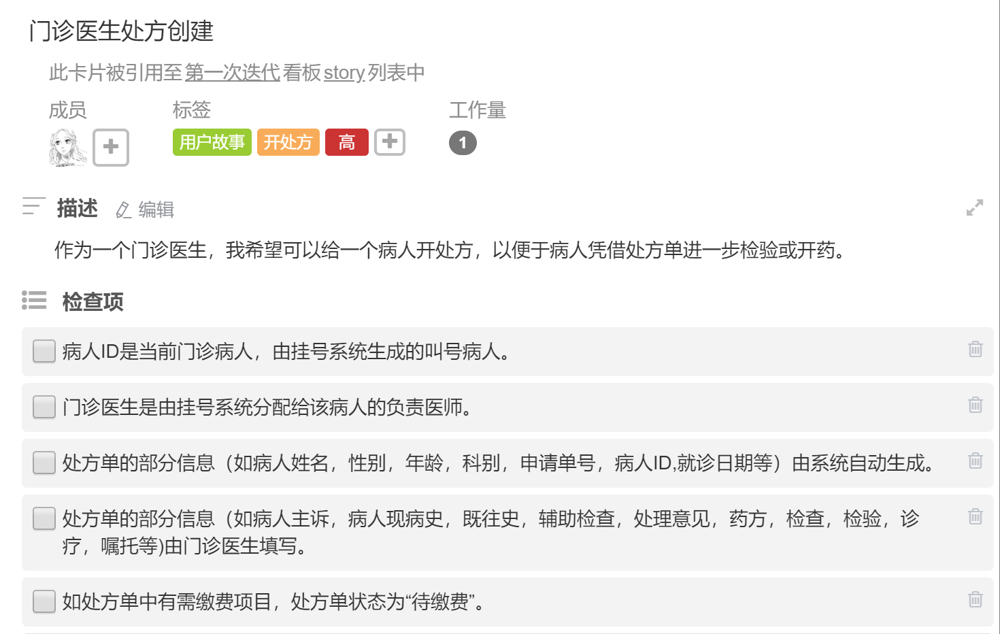 门诊医生处方创建
此卡片被引用至第一次迭代看板story列表中
成员 标签 工作量
用户故事 开处方 高 1
描述 编辑
作为一个门诊医生，我希望可以给一个病人开处方，以便于病人凭借处方单进一步检验或开药。
检查项
病人ID是当前门诊病人，由挂号系统生成的叫号病人。
门诊医生是由挂号系统分配给该病人的负责医师。
处方单的部分信息（如病人姓名，性别，年龄，科别，申请单号，病人ID,就诊日期等）由系统自动生成。
处方单的部分信息（如病人主诉，病人现病史，既往史，辅助检查，处理意见，药方，检查，检验，诊
疗，嘱托等)由门诊医生填写。
如处方单中有需缴费项目，处方单状态为“待缴费”。